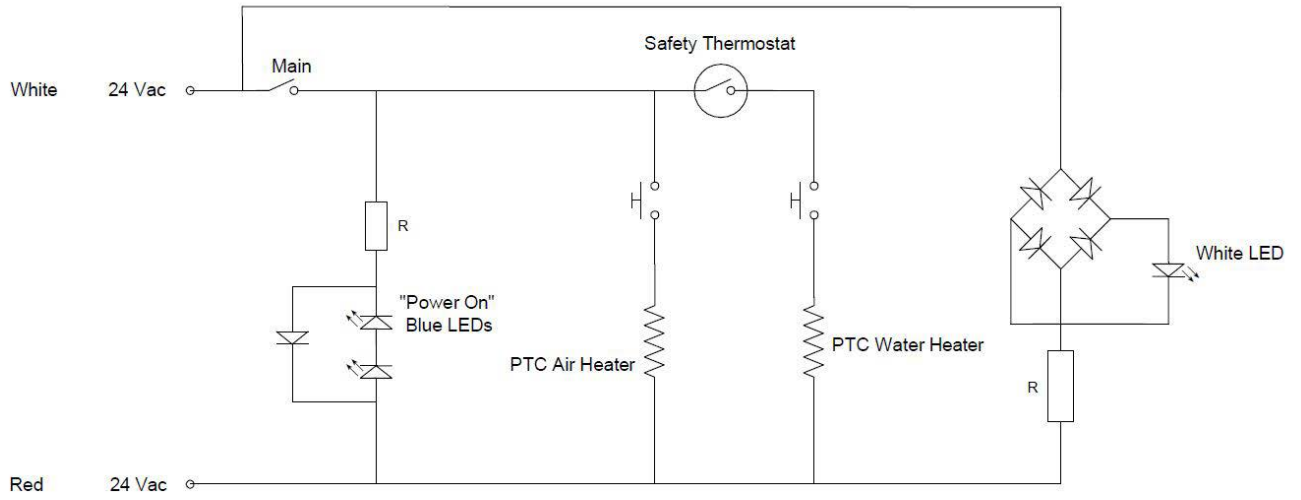 Safety Thermostat
Main
White 24 Vac
R
White LED
"Power On"
Blue LEDs
PTC Air Heater
PTC Water Heater
R
Red 24 Vac